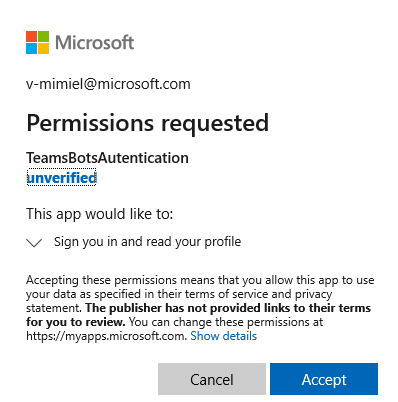 Microsoft
v-mimiel@microsoft.com
Permissions requested
TeamsBotsAutentication
unverified
This app would like to:
Sign you in and read your profile
Accepting these permissions means that you allow this app to use
your data as specified in their terms of service and privacy
statement. The publisher has not provided links to their terms
for you to review. You can change these permissions at
https://myapps.microsoft.com. Show details
Cancel
Accept